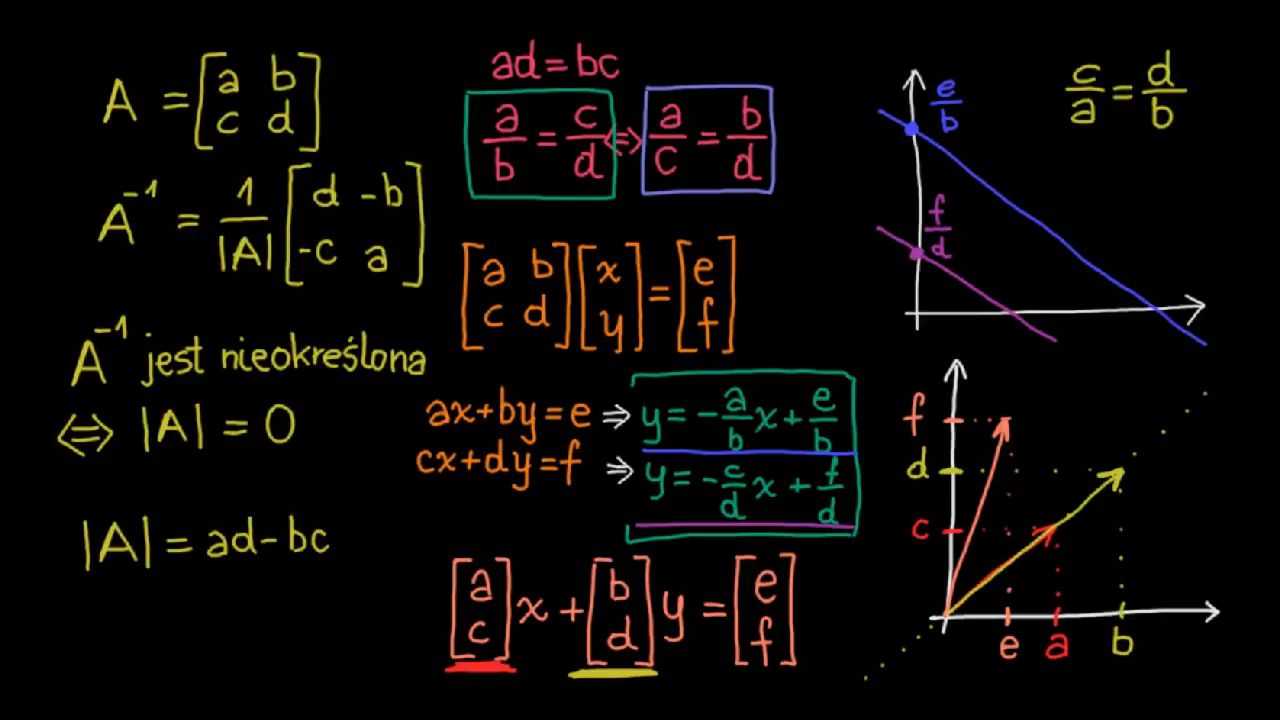 A = [a b
c d]
A⁻¹ = 1/|A| [d -b
-c a]
A⁻¹ jest nieokreślona
⇔ |A| = 0
|A| = ad-bc
ad=bc
a/b = c/d ⇔ a/c = b/d
[a b
c d] [x
y] = [e
f]
ax+by=e ⇒ y=-a/b x+e/b
cx+dy=f ⇒ y=-c/d x+f/d
[a
c] x + [b
d] y = [e
f]
e/b
f/d
c/a = d/b
f
d
c
e a b